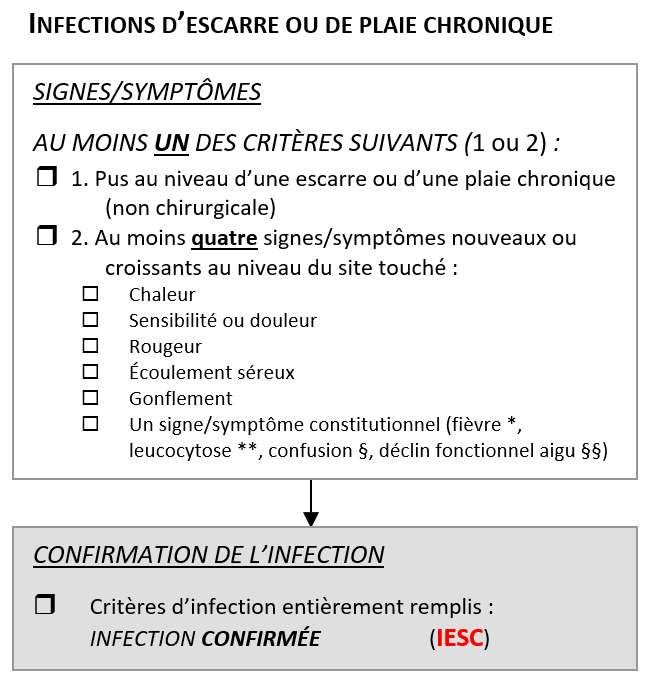 INFECTIONS D’ESCARRE OU DE PLAIE CHRONIQUE
SIGNES/SYMPTÔMES
AU MOINS UN DES CRITÈRES SUIVANTS (1 ou 2) :
❒ 1. Pus au niveau d’une escarre ou d’une plaie chronique
(non chirurgicale)
❒ 2. Au moins quatre signes/symptômes nouveaux ou
croissants au niveau du site touché :
☐ Chaleur
☐ Sensibilité ou douleur
☐ Rougeur
☐ Écoulement séreux
☐ Gonflement
☐ Un signe/symptôme constitutionnel (fièvre *,
leucocytose **, confusion §, déclin fonctionnel aigu §§)
CONFIRMATION DE L’INFECTION
❒ Critères d’infection entièrement remplis :
INFECTION CONFIRMÉE (IESC)